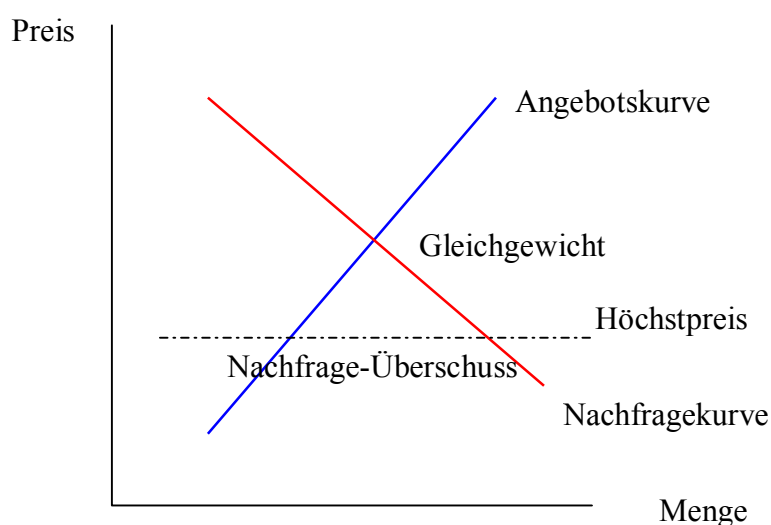 Preis
Angebotskurve
Gleichgewicht
Höchstpreis
Nachfrage-Überschuss
Nachfragekurve
Menge